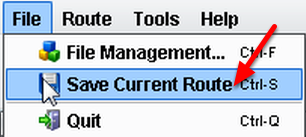 File Route Tools Help
File Management... Ctrl-F
Save Current Route Ctrl-S
Quit Ctrl-Q